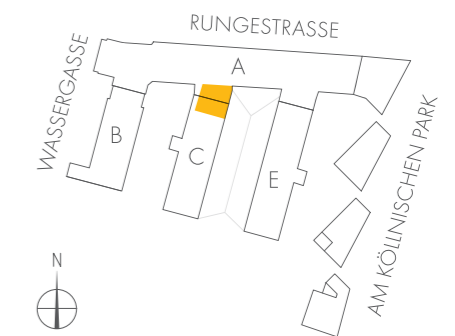 RUNGESTRASSE
WASSERGASSE
A
B
C
E
AM KÖLLNISCHEN PARK
N